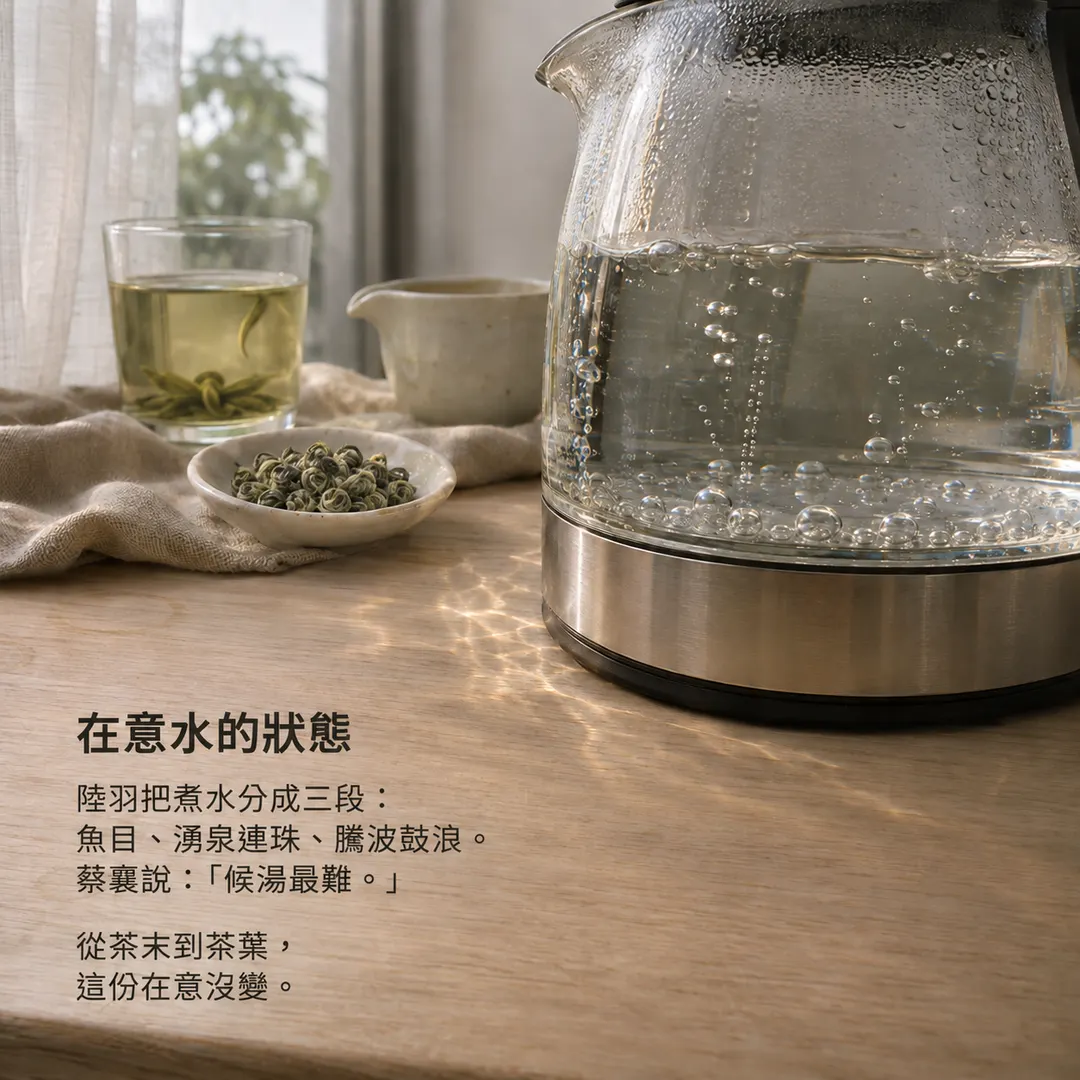 在意水的狀態
陸羽把煮水分成三段：
魚目、湧泉連珠、騰波鼓浪。
蔡襄說：「候湯最難。」
從茶末到茶葉，
這份在意沒變。